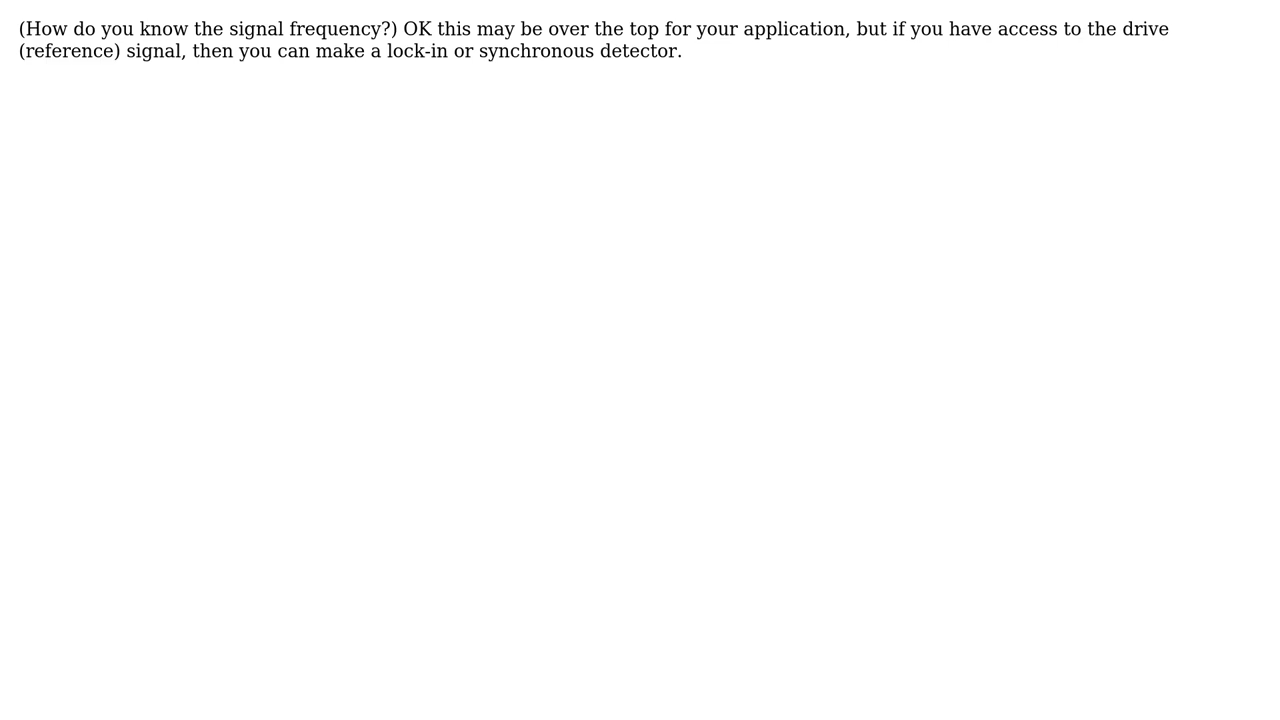 (How do you know the signal frequency?) OK this may be over the top for your application, but if you have access to the drive
(reference) signal, then you can make a lock-in or synchronous detector.